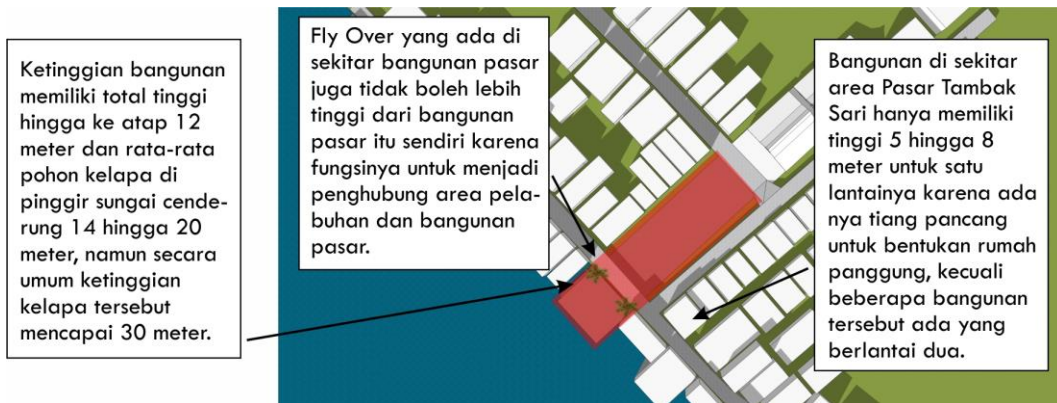 Ketinggian bangunan
memiliki total tinggi
hingga ke atap 12
meter dan rata-rata
pohon kelapa di
pinggir sungai cende-
rung 14 hingga 20
meter, namun secara
umum ketinggian
kelapa tersebut
mencapai 30 meter.
Fly Over yang ada di
sekitar bangunan pasar
juga tidak boleh lebih
tinggi dari bangunan
pasar itu sendiri karena
fungsinya untuk menjadi
penghubung area pela-
buhan dan bangunan
pasar.
Bangunan di sekitar
area Pasar Tambak
Sari hanya memiliki
tinggi 5 hingga 8
meter untuk satu
lantainya karena ada
nya tiang pancang
untuk bentukan rumah
panggung, kecuali
beberapa bangunan
tersebut ada yang
berlantai dua.